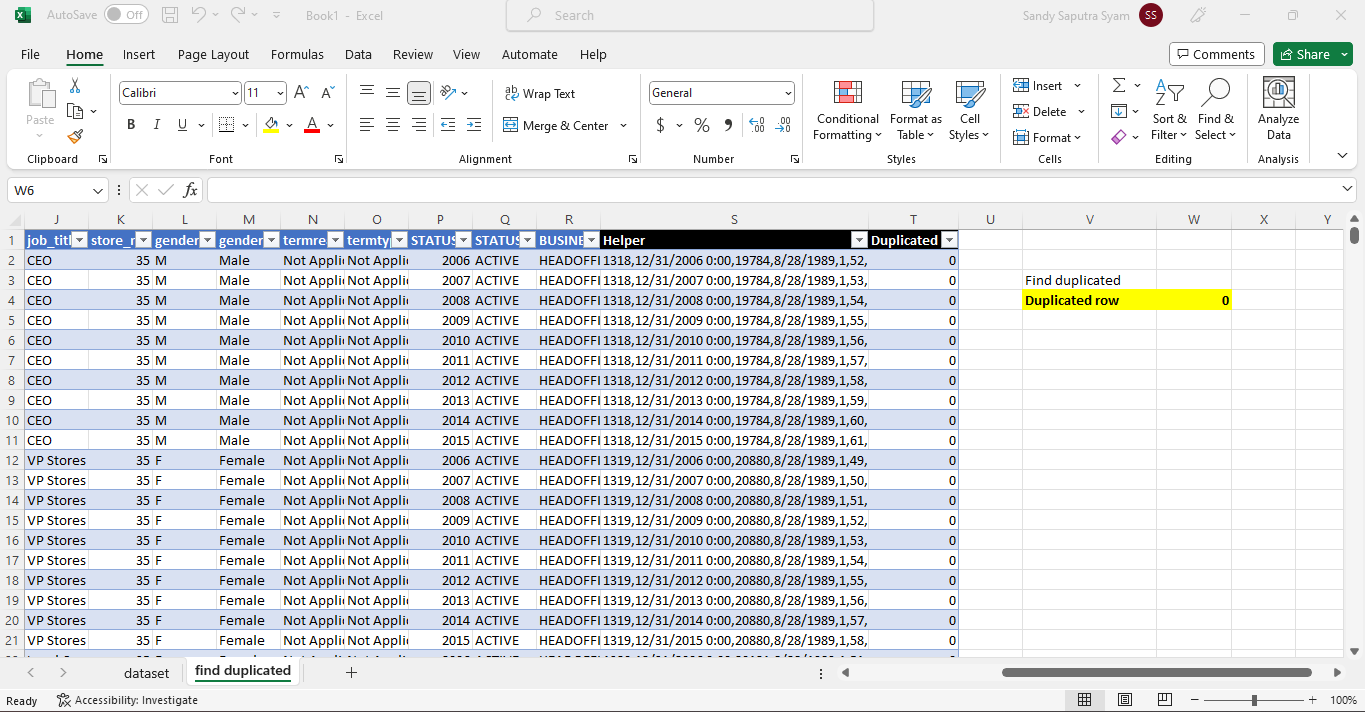 AutoSave Off Book1 - Excel Search Sandy Saputra Syam SS
File Home Insert Page Layout Formulas Data Review View Automate Help Comments Share
Calibri 11 Wrap Text General Insert
Paste B I U A Merge & Center $ % Conditional Formatting Format as Table Cell Styles Delete Format Sort & Filter Find & Select Analyze Data
Clipboard Font Alignment Number Styles Cells Editing Analysis
W6 fx
J K L M N O P Q R S T U V W X Y
1 job_titl store_r gender gender termre termty STATUS STATUS BUSINE Helper Duplicated
2 CEO 35 M Male Not Appli Not Appli 2006 ACTIVE HEADOFFI 1318,12/31/2006 0:00,19784,8/28/1989,1,52, 0
3 CEO 35 M Male Not Appli Not Appli 2007 ACTIVE HEADOFFI 1318,12/31/2007 0:00,19784,8/28/1989,1,53, 0 Find duplicated
4 CEO 35 M Male Not Appli Not Appli 2008 ACTIVE HEADOFFI 1318,12/31/2008 0:00,19784,8/28/1989,1,54, 0 Duplicated row 0
5 CEO 35 M Male Not Appli Not Appli 2009 ACTIVE HEADOFFI 1318,12/31/2009 0:00,19784,8/28/1989,1,55, 0
6 CEO 35 M Male Not Appli Not Appli 2010 ACTIVE HEADOFFI 1318,12/31/2010 0:00,19784,8/28/1989,1,56, 0
7 CEO 35 M Male Not Appli Not Appli 2011 ACTIVE HEADOFFI 1318,12/31/2011 0:00,19784,8/28/1989,1,57, 0
8 CEO 35 M Male Not Appli Not Appli 2012 ACTIVE HEADOFFI 1318,12/31/2012 0:00,19784,8/28/1989,1,58, 0
9 CEO 35 M Male Not Appli Not Appli 2013 ACTIVE HEADOFFI 1318,12/31/2013 0:00,19784,8/28/1989,1,59, 0
10 CEO 35 M Male Not Appli Not Appli 2014 ACTIVE HEADOFFI 1318,12/31/2014 0:00,19784,8/28/1989,1,60, 0
11 CEO 35 M Male Not Appli Not Appli 2015 ACTIVE HEADOFFI 1318,12/31/2015 0:00,19784,8/28/1989,1,61, 0
12 VP Stores 35 F Female Not Appli Not Appli 2006 ACTIVE HEADOFFI 1319,12/31/2006 0:00,20880,8/28/1989,1,49, 0
13 VP Stores 35 F Female Not Appli Not Appli 2007 ACTIVE HEADOFFI 1319,12/31/2007 0:00,20880,8/28/1989,1,50, 0
14 VP Stores 35 F Female Not Appli Not Appli 2008 ACTIVE HEADOFFI 1319,12/31/2008 0:00,20880,8/28/1989,1,51, 0
15 VP Stores 35 F Female Not Appli Not Appli 2009 ACTIVE HEADOFFI 1319,12/31/2009 0:00,20880,8/28/1989,1,52, 0
16 VP Stores 35 F Female Not Appli Not Appli 2010 ACTIVE HEADOFFI 1319,12/31/2010 0:00,20880,8/28/1989,1,53, 0
17 VP Stores 35 F Female Not Appli Not Appli 2011 ACTIVE HEADOFFI 1319,12/31/2011 0:00,20880,8/28/1989,1,54, 0
18 VP Stores 35 F Female Not Appli Not Appli 2012 ACTIVE HEADOFFI 1319,12/31/2012 0:00,20880,8/28/1989,1,55, 0
19 VP Stores 35 F Female Not Appli Not Appli 2013 ACTIVE HEADOFFI 1319,12/31/2013 0:00,20880,8/28/1989,1,56, 0
20 VP Stores 35 F Female Not Appli Not Appli 2014 ACTIVE HEADOFFI 1319,12/31/2014 0:00,20880,8/28/1989,1,57, 0
21 VP Stores 35 F Female Not Appli Not Appli 2015 ACTIVE HEADOFFI 1319,12/31/2015 0:00,20880,8/28/1989,1,58, 0
dataset find duplicated
Ready Accessibility: Investigate 100%